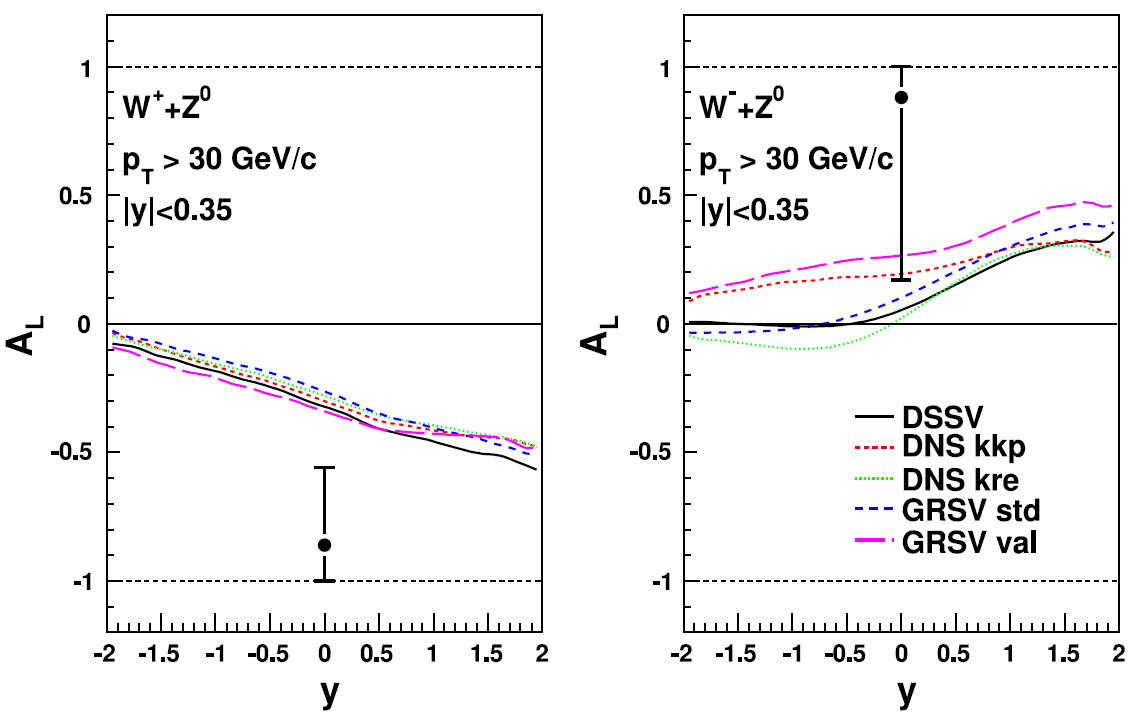 W++Z0
pT > 30 GeV/c
|y|<0.35
1
0.5
0
-0.5
-1
AL
-2 -1.5 -1 -0.5 0 0.5 1 1.5 2
y
W-+Z0
pT > 30 GeV/c
|y|<0.35
1
0.5
0
-0.5
-1
AL
DSSV
DNS kkp
DNS kre
GRSV std
GRSV val
-2 -1.5 -1 -0.5 0 0.5 1 1.5 2
y